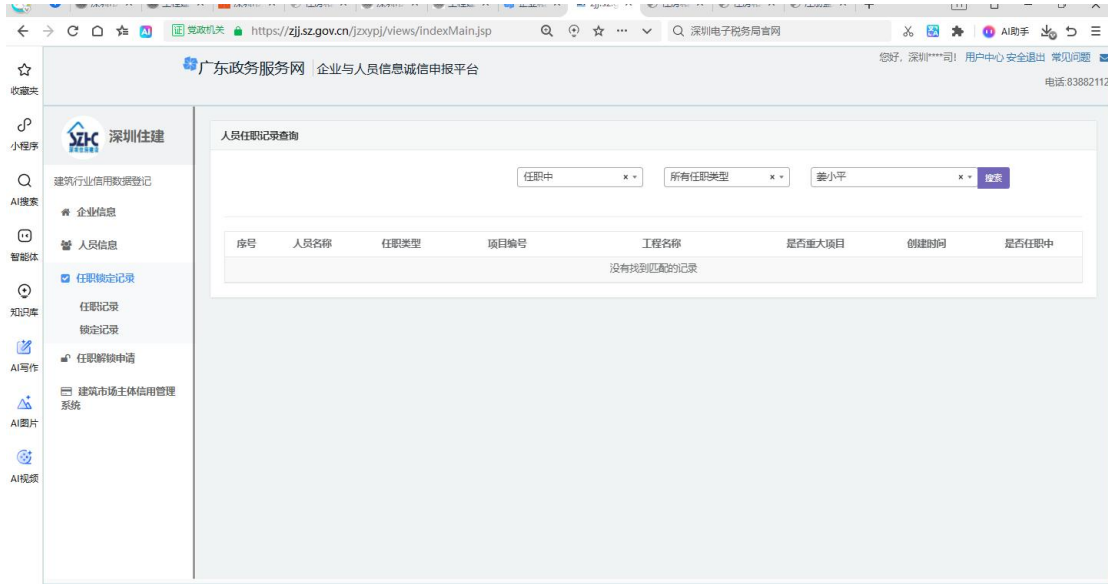 党政机关
https://zjj.sz.gov.cn/jzxypj/views/indexMain.jsp
深圳电子税务局官网
AI助手
收藏夹
小程序
AI搜索
智能体
知识库
AI写作
AI图片
AI视频
广东政务服务网 企业与人员信息诚信申报平台
您好, 深圳****司! 用户中心 安全退出 常见问题
电话:83882112
SZHC
深圳住建
建筑行业信用数据登记
企业信息
人员信息
任职锁定记录
任职记录
锁定记录
任职解锁申请
建筑市场主体信用管理
系统
人员任职记录查询
任职中 × 所有任职类型 × 姜小平 × 搜索
序号 人员名称 任职类型 项目编号 工程名称 是否重大项目 创建时间 是否任职中
没有找到匹配的记录